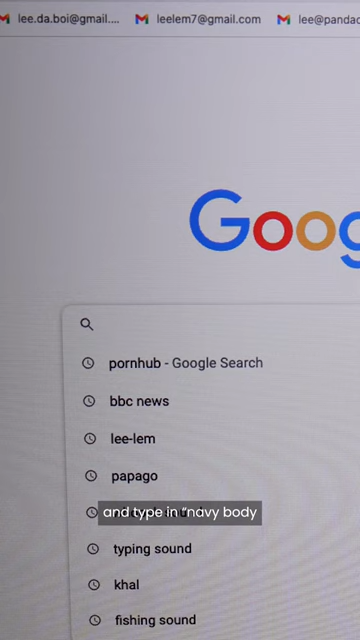 lee.da.boi@gmail.... leelem7@gmail.com lee@pandac
Goog
pornhub - Google Search
bbc news
lee-lem
papago
and type in "navy body
typing sound
khal
fishing sound